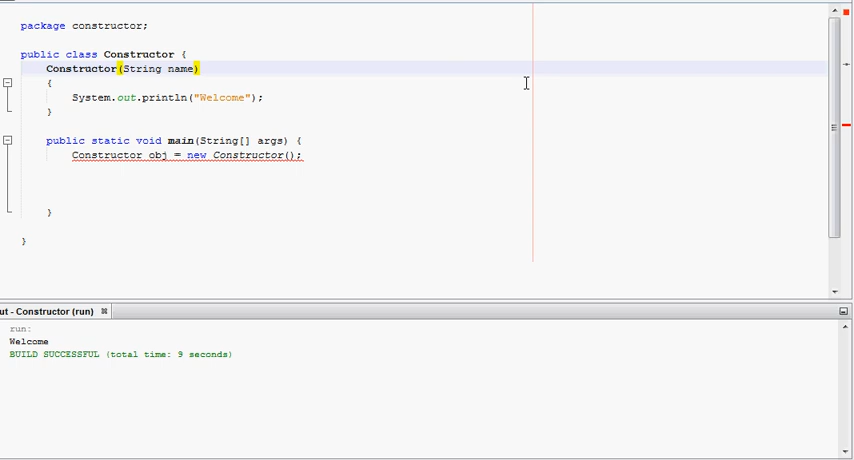 package constructor;
public class Constructor {
Constructor(String name)
{
System.out.println("Welcome");
}
public static void main(String[] args) {
Constructor obj = new Constructor();
}
}
ut - Constructor (run)
run:
Welcome
BUILD SUCCESSFUL (total time: 9 seconds)